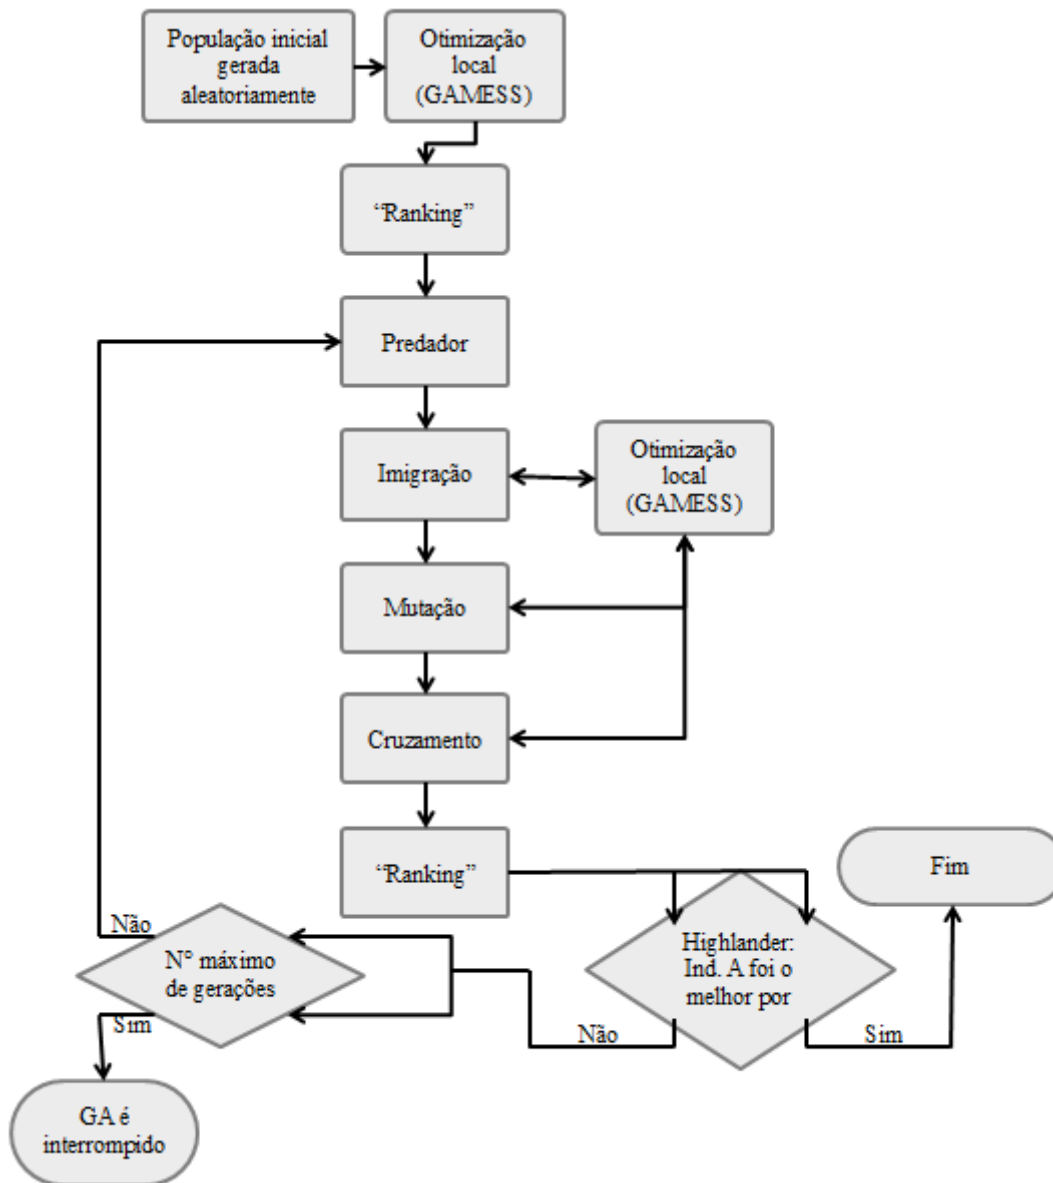 População inicial
gerada
aleatoriamente
Otimização
local
(GAMESS)
“Ranking”
Predador
Imigração
Otimização
local
(GAMESS)
Mutação
Cruzamento
“Ranking”
Fim
Não
N° máximo
de gerações
Sim
Highlander:
Ind. A foi o
melhor por
Não
Sim
GA é
interrompido